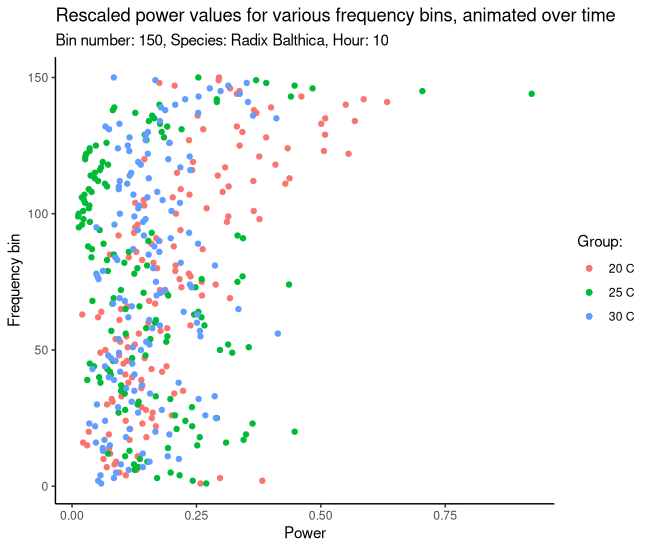 Rescaled power values for various frequency bins, animated over time
Bin number: 150, Species: Radix Balthica, Hour: 10
150
100
50
0
Frequency bin
0.00 0.25 0.50 0.75
Power
Group:
20 C
25 C
30 C